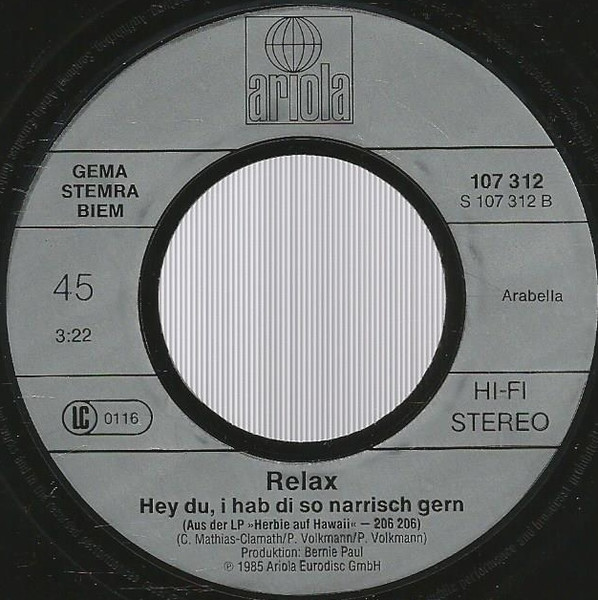 ariola
GEMA
STEMRA
BIEM
107 312
S 107 312 B
45
3:22
Arabella
LC 0116
HI-FI
STEREO
Relax
Hey du, i hab di so narrisch gern
(Aus der LP »Herbie auf Hawaii« – 206 206)
(C. Mathias-Clamath/P. Volkmann/P. Volkmann)
Produktion: Bernie Paul
℗ 1985 Ariola Eurodisc GmbH